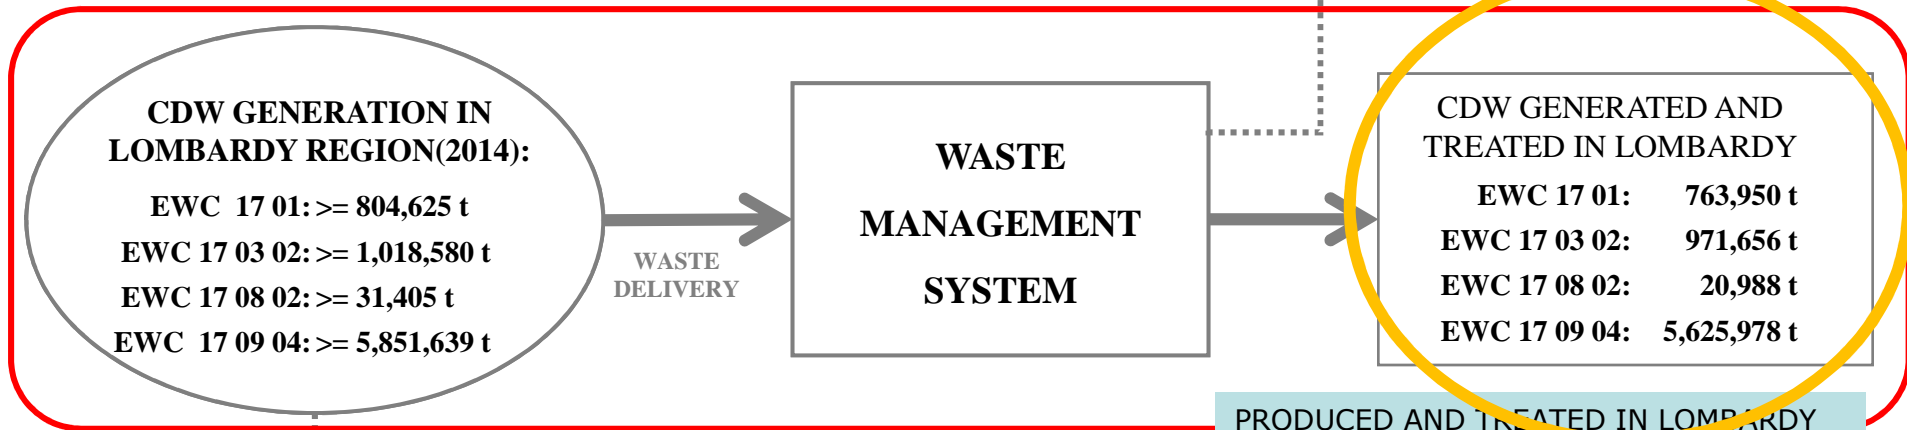 CDW GENERATION IN
LOMBARDY REGION(2014):
EWC 17 01: >= 804,625 t
EWC 17 03 02: >= 1,018,580 t
EWC 17 08 02: >= 31,405 t
EWC 17 09 04: >= 5,851,639 t
WASTE
DELIVERY
WASTE
MANAGEMENT
SYSTEM
CDW GENERATED AND
TREATED IN LOMBARDY
EWC 17 01: 763,950 t
EWC 17 03 02: 971,656 t
EWC 17 08 02: 20,988 t
EWC 17 09 04: 5,625,978 t
PRODUCED AND TREATED IN LOMBARDY